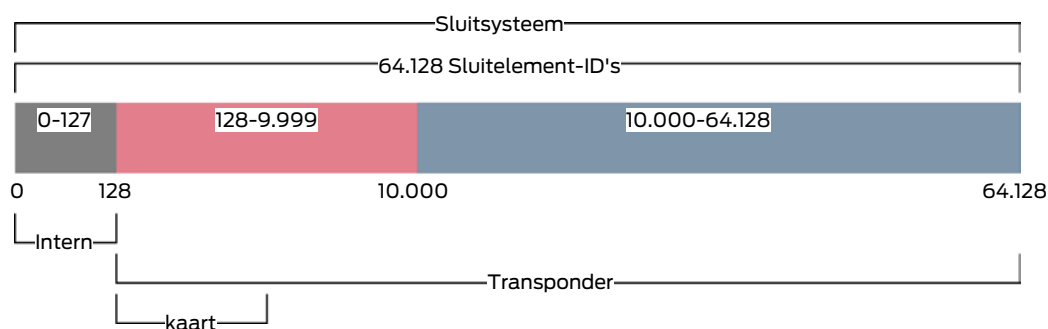 Sluitsysteem
64.128 Sluitelement-ID's
0-127 128-9.999 10.000-64.128
0 128 10.000 64.128
Intern
Transponder
kaart